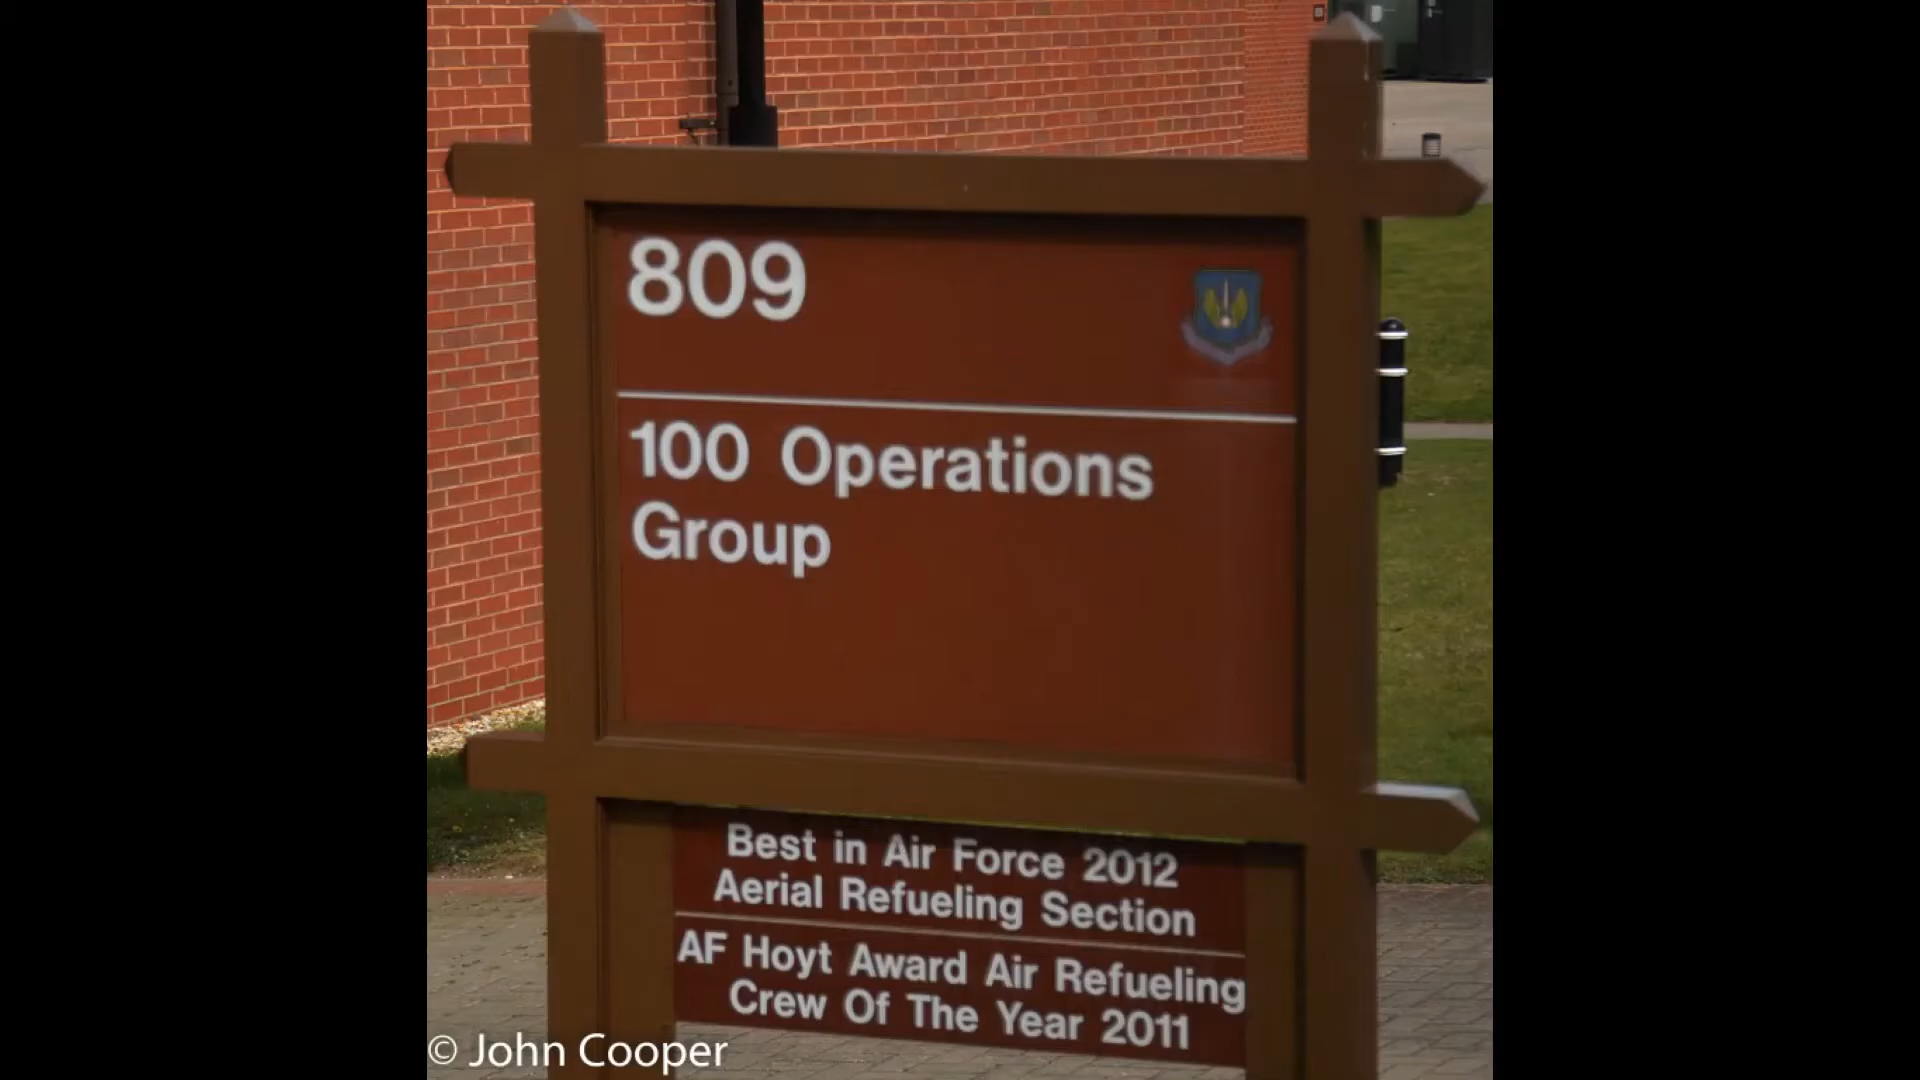 809
100 Operations
Group
Best in Air Force 2012
Aerial Refueling Section
AF Hoyt Award Air Refueling
Crew Of The Year 2011
© John Cooper